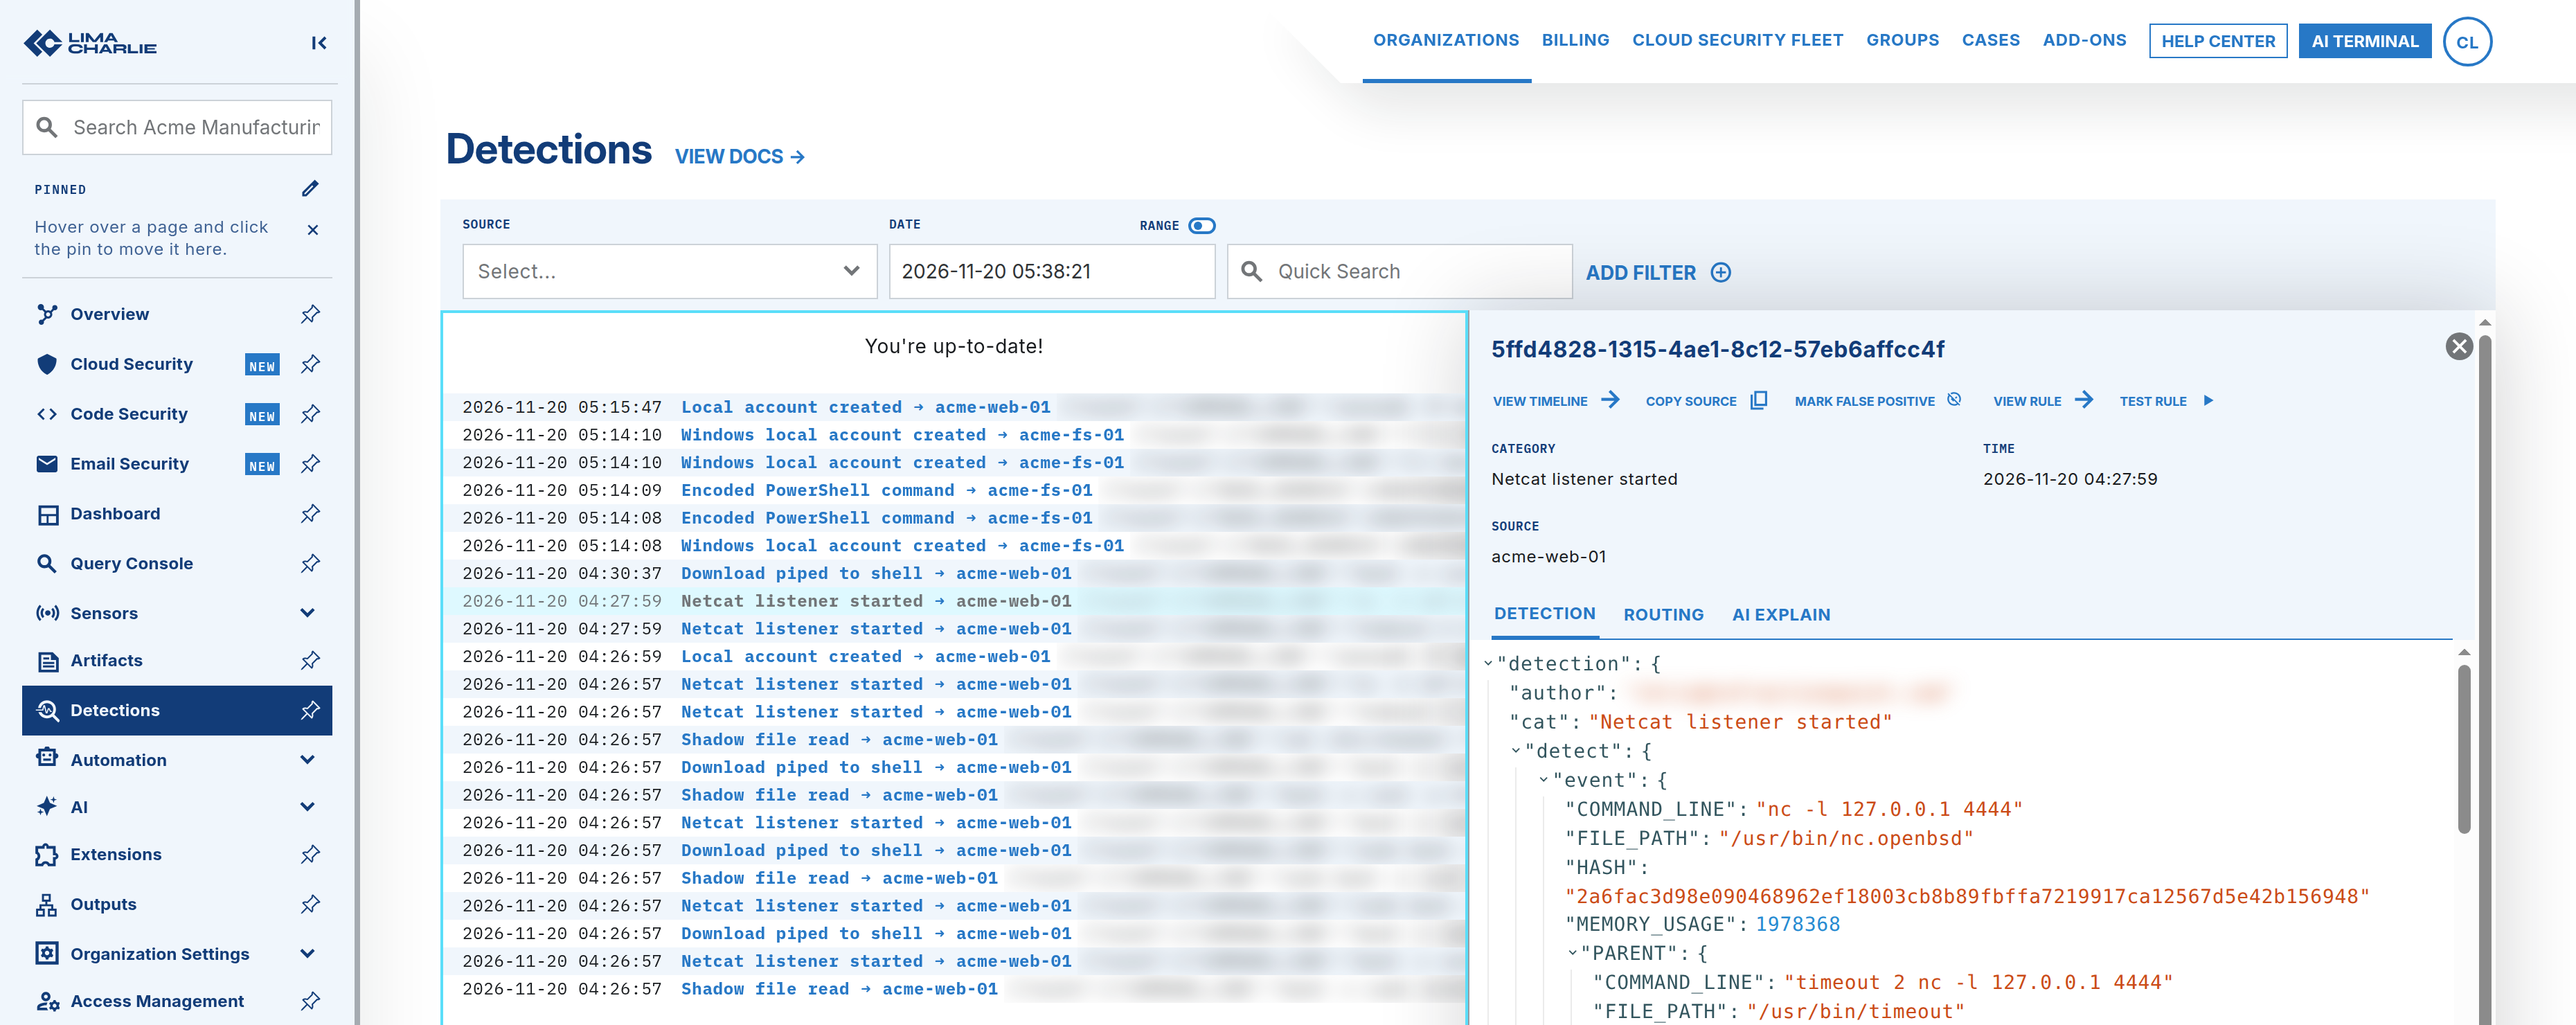 LIMA
CHARLIE
Search Acme Manufacturin
PINNED
Hover over a page and click
the pin to move it here.
Overview
Cloud Security NEW
Code Security NEW
Email Security NEW
Dashboard
Query Console
Sensors
Artifacts
Detections
Automation
AI
Extensions
Outputs
Organization Settings
Access Management
ORGANIZATIONS BILLING CLOUD SECURITY FLEET GROUPS CASES ADD-ONS HELP CENTER AI TERMINAL CL
Detections VIEW DOCS →
SOURCE DATE RANGE
Select... 2026-11-20 05:38:21 Quick Search ADD FILTER
You're up-to-date!
2026-11-20 05:15:47 Local account created → acme-web-01
2026-11-20 05:14:10 Windows local account created → acme-fs-01
2026-11-20 05:14:10 Windows local account created → acme-fs-01
2026-11-20 05:14:09 Encoded PowerShell command → acme-fs-01
2026-11-20 05:14:08 Encoded PowerShell command → acme-fs-01
2026-11-20 05:14:08 Windows local account created → acme-fs-01
2026-11-20 04:30:37 Download piped to shell → acme-web-01
2026-11-20 04:27:59 Netcat listener started → acme-web-01
2026-11-20 04:27:59 Netcat listener started → acme-web-01
2026-11-20 04:26:59 Local account created → acme-web-01
2026-11-20 04:26:57 Netcat listener started → acme-web-01
2026-11-20 04:26:57 Netcat listener started → acme-web-01
2026-11-20 04:26:57 Shadow file read → acme-web-01
2026-11-20 04:26:57 Download piped to shell → acme-web-01
2026-11-20 04:26:57 Shadow file read → acme-web-01
2026-11-20 04:26:57 Netcat listener started → acme-web-01
2026-11-20 04:26:57 Download piped to shell → acme-web-01
2026-11-20 04:26:57 Shadow file read → acme-web-01
2026-11-20 04:26:57 Netcat listener started → acme-web-01
2026-11-20 04:26:57 Download piped to shell → acme-web-01
2026-11-20 04:26:57 Netcat listener started → acme-web-01
2026-11-20 04:26:57 Shadow file read → acme-web-01
5ffd4828-1315-4ae1-8c12-57eb6affcc4f
VIEW TIMELINE COPY SOURCE MARK FALSE POSITIVE VIEW RULE TEST RULE
CATEGORY TIME
Netcat listener started 2026-11-20 04:27:59
SOURCE
acme-web-01
DETECTION ROUTING AI EXPLAIN
"detection": {
"author":
"cat": "Netcat listener started"
"detect": {
"event": {
"COMMAND_LINE": "nc -l 127.0.0.1 4444"
"FILE_PATH": "/usr/bin/nc.openbsd"
"HASH":
"2a6fac3d98e090468962ef18003cb8b89fbffa7219917ca12567d5e42b156948"
"MEMORY_USAGE": 1978368
"PARENT": {
"COMMAND_LINE": "timeout 2 nc -l 127.0.0.1 4444"
"FILE_PATH": "/usr/bin/timeout"